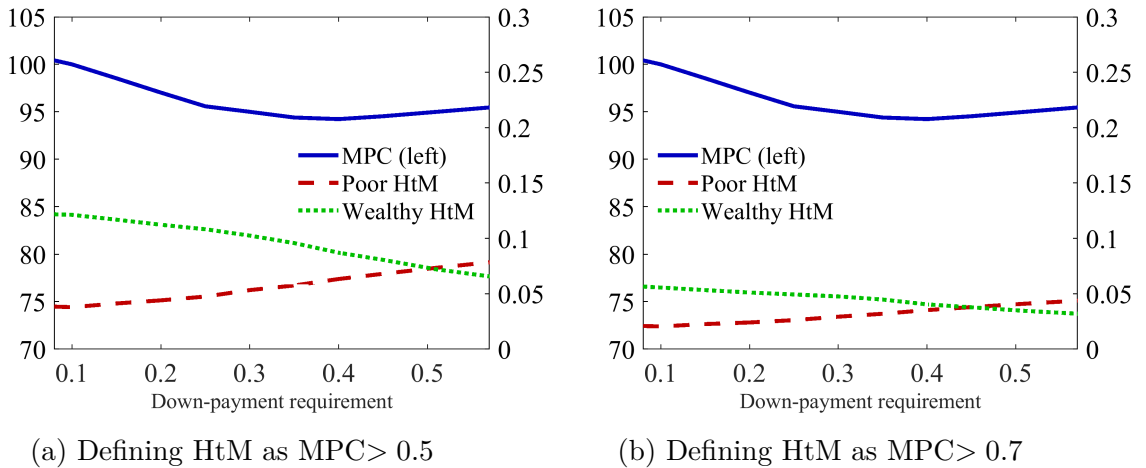 105
100
95
90
85
80
75
70
0.3
0.25
0.2
0.15
0.1
0.05
0
MPC (left)
Poor HtM
Wealthy HtM
0.1 0.2 0.3 0.4 0.5
Down-payment requirement
(a) Defining HtM as MPC> 0.5
105
100
95
90
85
80
75
70
0.3
0.25
0.2
0.15
0.1
0.05
0
MPC (left)
Poor HtM
Wealthy HtM
0.1 0.2 0.3 0.4 0.5
Down-payment requirement
(b) Defining HtM as MPC> 0.7